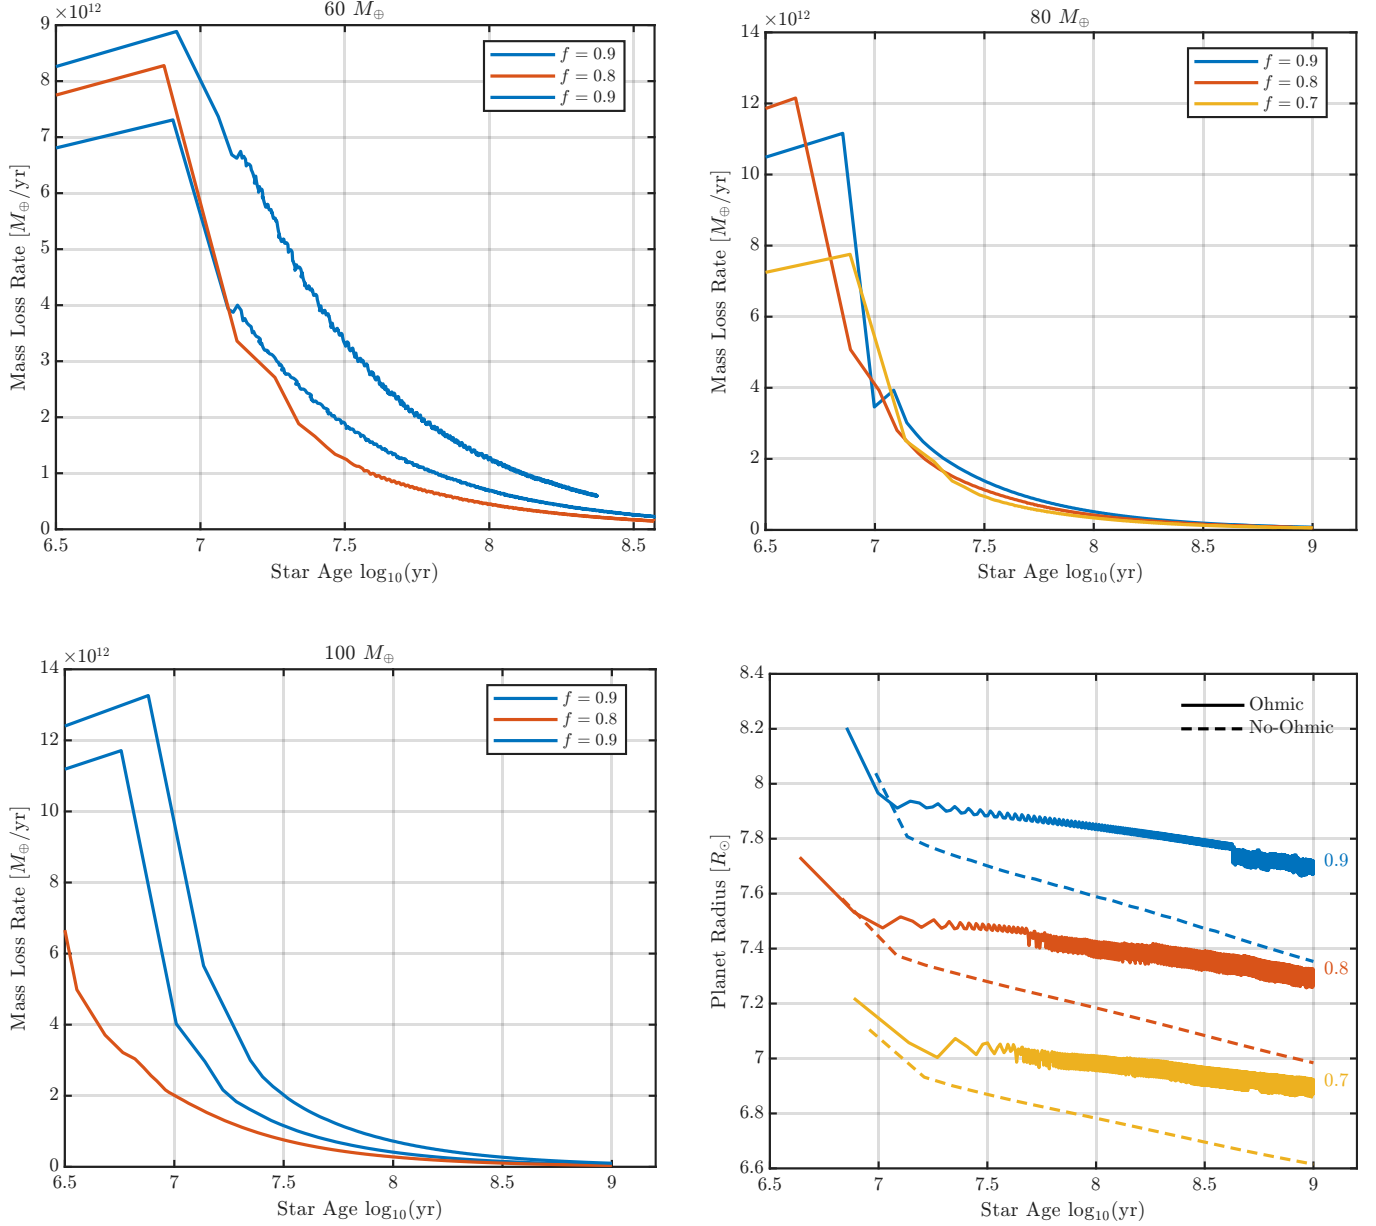 60 M⊕
×10¹²
9
8
7
6
5
4
3
2
1
0
Mass Loss Rate [M⊕/yr]
f = 0.9
f = 0.8
f = 0.9
6.5 7 7.5 8 8.5
Star Age log₁₀(yr)
80 M⊕
×10¹²
14
12
10
8
6
4
2
0
Mass Loss Rate [M⊕/yr]
f = 0.9
f = 0.8
f = 0.7
6.5 7 7.5 8 8.5 9
Star Age log₁₀(yr)
100 M⊕
×10¹²
14
12
10
8
6
4
2
0
Mass Loss Rate [M⊕/yr]
f = 0.9
f = 0.8
f = 0.9
6.5 7 7.5 8 8.5 9
Star Age log₁₀(yr)
8.4
8.2
8
7.8
7.6
7.4
7.2
7
6.8
6.6
Planet Radius [R⊙]
Ohmic
No-Ohmic
0.9
0.8
0.7
6.5 7 7.5 8 8.5 9
Star Age log₁₀(yr)